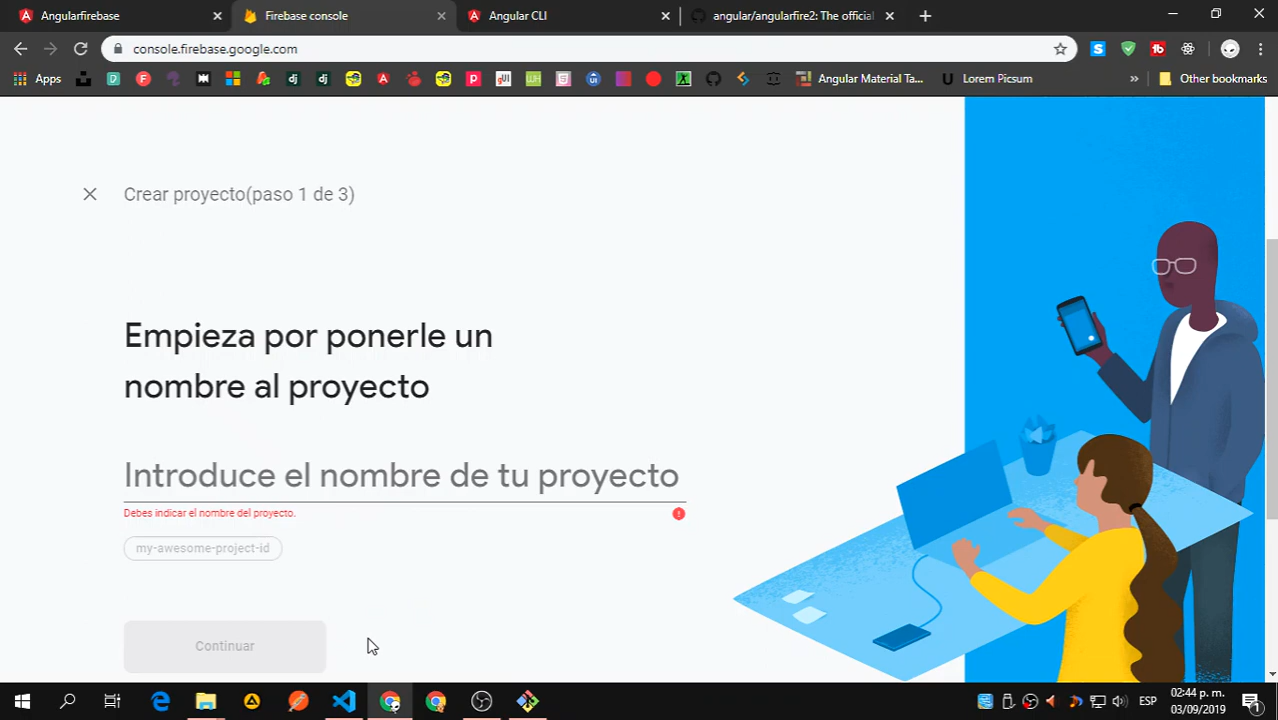 Angularfirebase
Firebase console
Angular CLI
angular/angularfire2: The official
console.firebase.google.com
Apps
Angular Material Ta...
Lorem Picsum
Other bookmarks
Crear proyecto(paso 1 de 3)
Empieza por ponerle un
nombre al proyecto
Introduce el nombre de tu proyecto
Debes indicar el nombre del proyecto.
my-awesome-project-id
Continuar
ESP
02:44 p. m.
03/09/2019